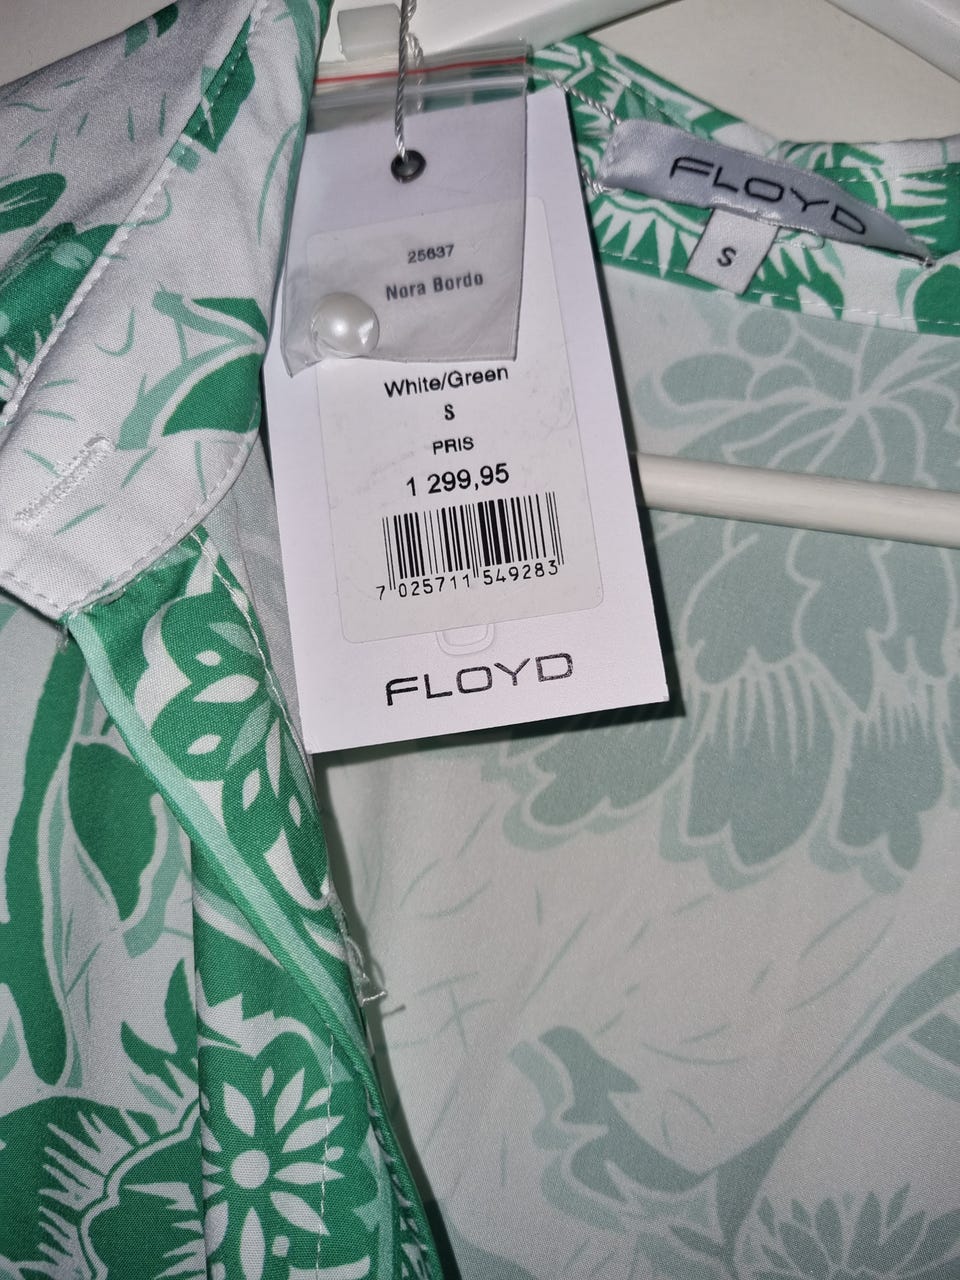 FLOYD
S
25637
Nora Bordo
White/Green
S
PRIS
1 299,95
7 025711 549283
FLOYD